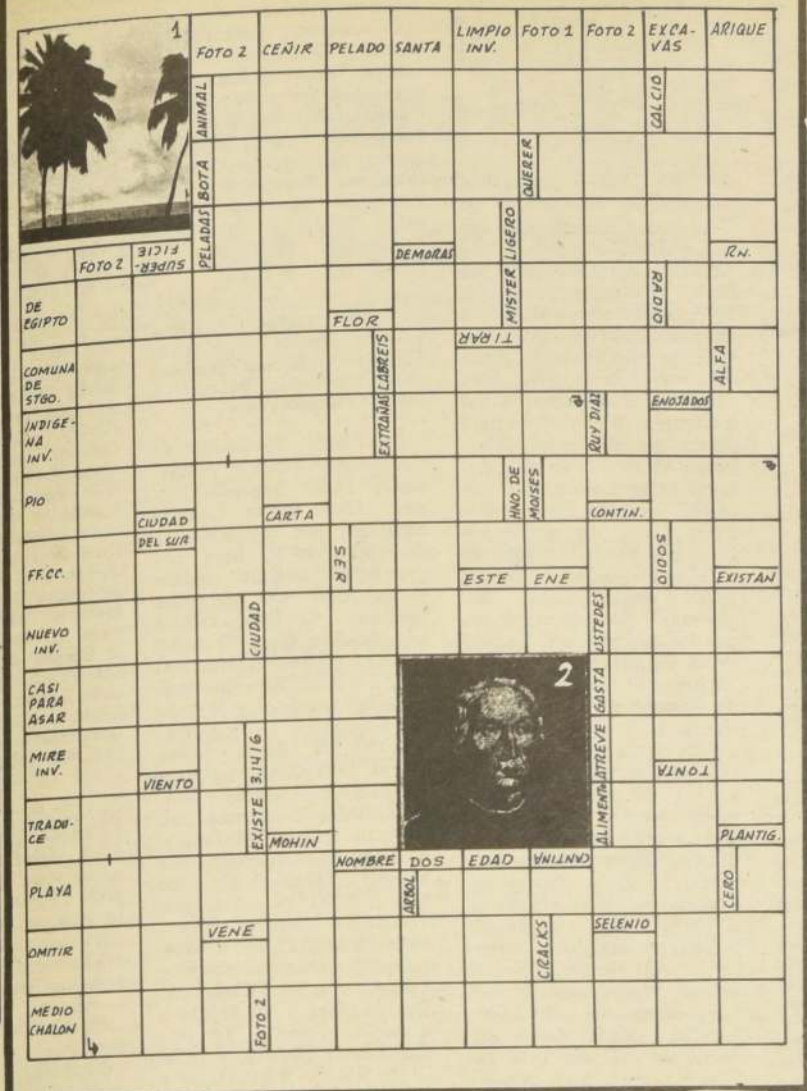 1
FOTO 2
CEÑIR
PELADO
SANTA
LIMPIO
INV.
FOTO 1
FOTO 2
EXCA-
VAS
ARIQUE
ANIMAL
CALCIO
BOTA
QUERER
PELADAS
LIGERO
FOTO 2
SUPER-
FICIE
DEMORAS
RN.
DE
EGIPTO
FLOR
MISTER
RADIO
COMUNA
DE
STGO.
LABREIS
TIRAR
ALFA
INDIGE-
NA
INV.
EXTRAÑAS
RUY DIAZ
ENOJADOS
PIO
CIUDAD
CARTA
HNO. DE
MOISES
CONTIN.
FF.CC.
DEL SUR
SER
ESTE
ENE
SODIO
EXISTAN
NUEVO
INV.
CIUDAD
USTEDES
CASI
PARA
ASAR
2
GASTA
MIRE
INV.
VIENTO
3.1416
ATREVE
TONTA
TRADU-
CE
EXISTE
MOHIN
ALIMENTA
PLANTIG.
PLAYA
NOMBRE
DOS
EDAD
CANTINA
ARBOL
CERO
OMITIR
VENE
CRACKS
SELENIO
MEDIO
CHALON
FOTO 2